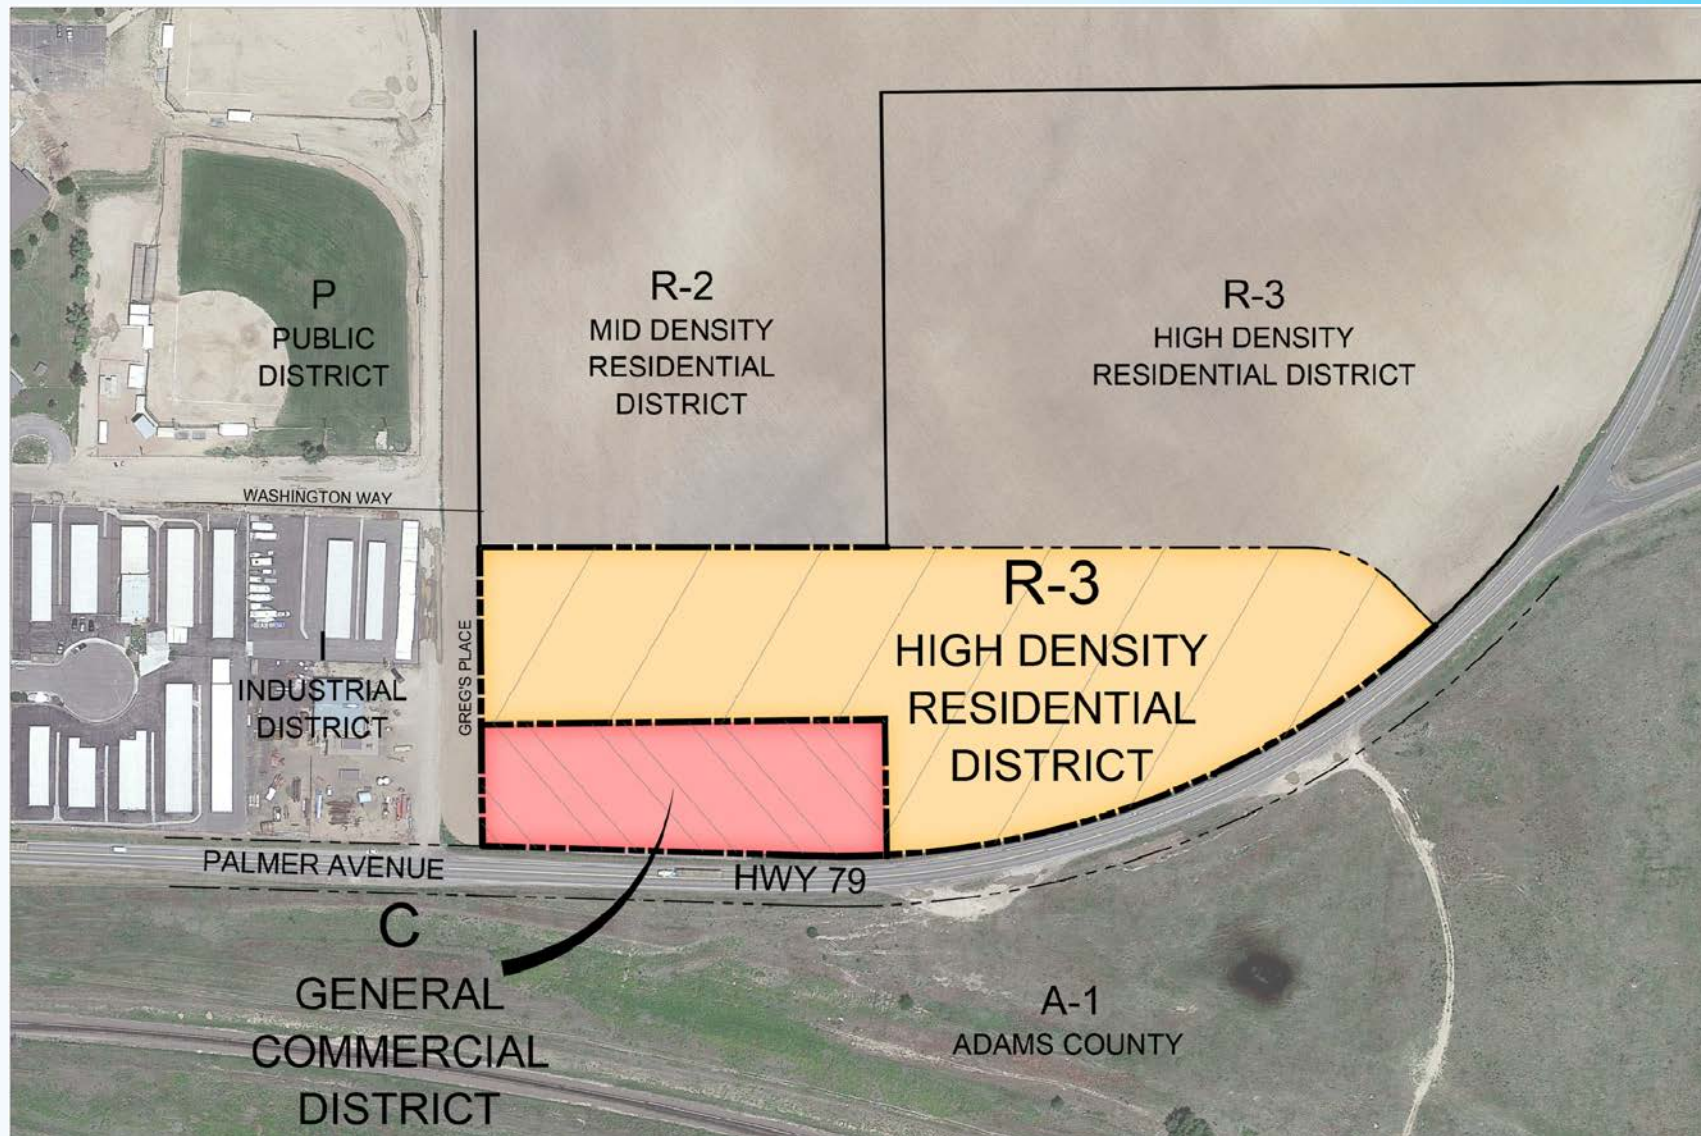 P
PUBLIC
DISTRICT
R-2
MID DENSITY
RESIDENTIAL
DISTRICT
R-3
HIGH DENSITY
RESIDENTIAL DISTRICT
WASHINGTON WAY
R-3
HIGH DENSITY
RESIDENTIAL
DISTRICT
I
INDUSTRIAL
DISTRICT
GREG'S PLACE
PALMER AVENUE
HWY 79
C
GENERAL
COMMERCIAL
DISTRICT
A-1
ADAMS COUNTY